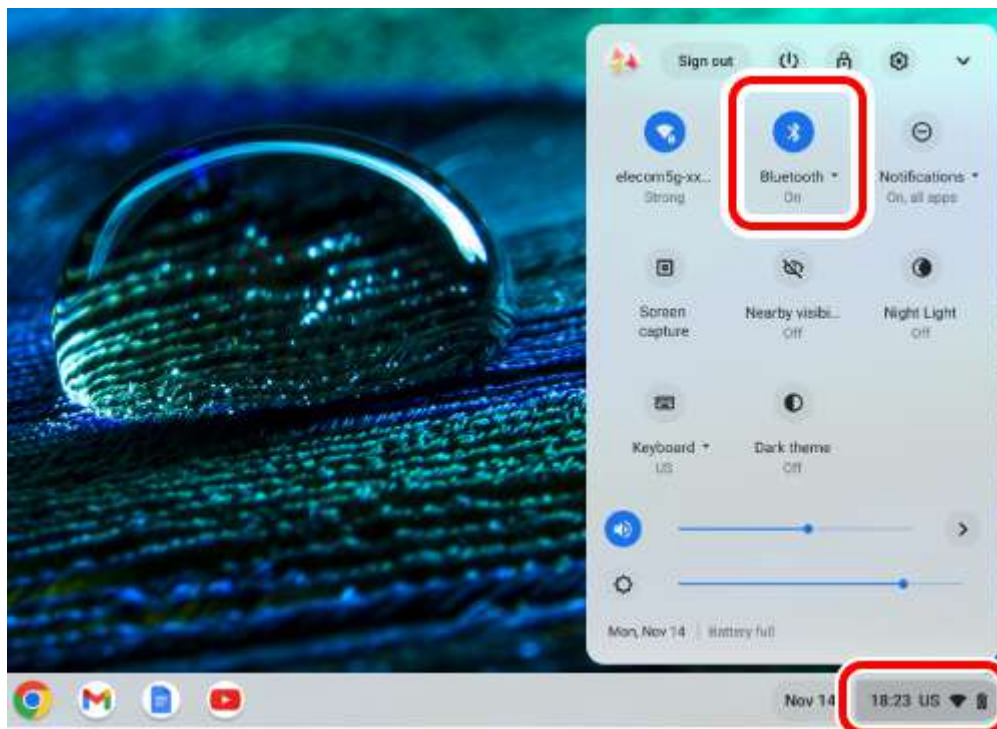 Sign out
elecom5g-xx...
Strong
Bluetooth
On
Notifications
On, all apps
Screen
capture
Nearby visibi...
Off
Night Light
Off
Keyboard
US
Dark theme
Off
Mon, Nov 14 | Battery full
Nov 14
18:23 US